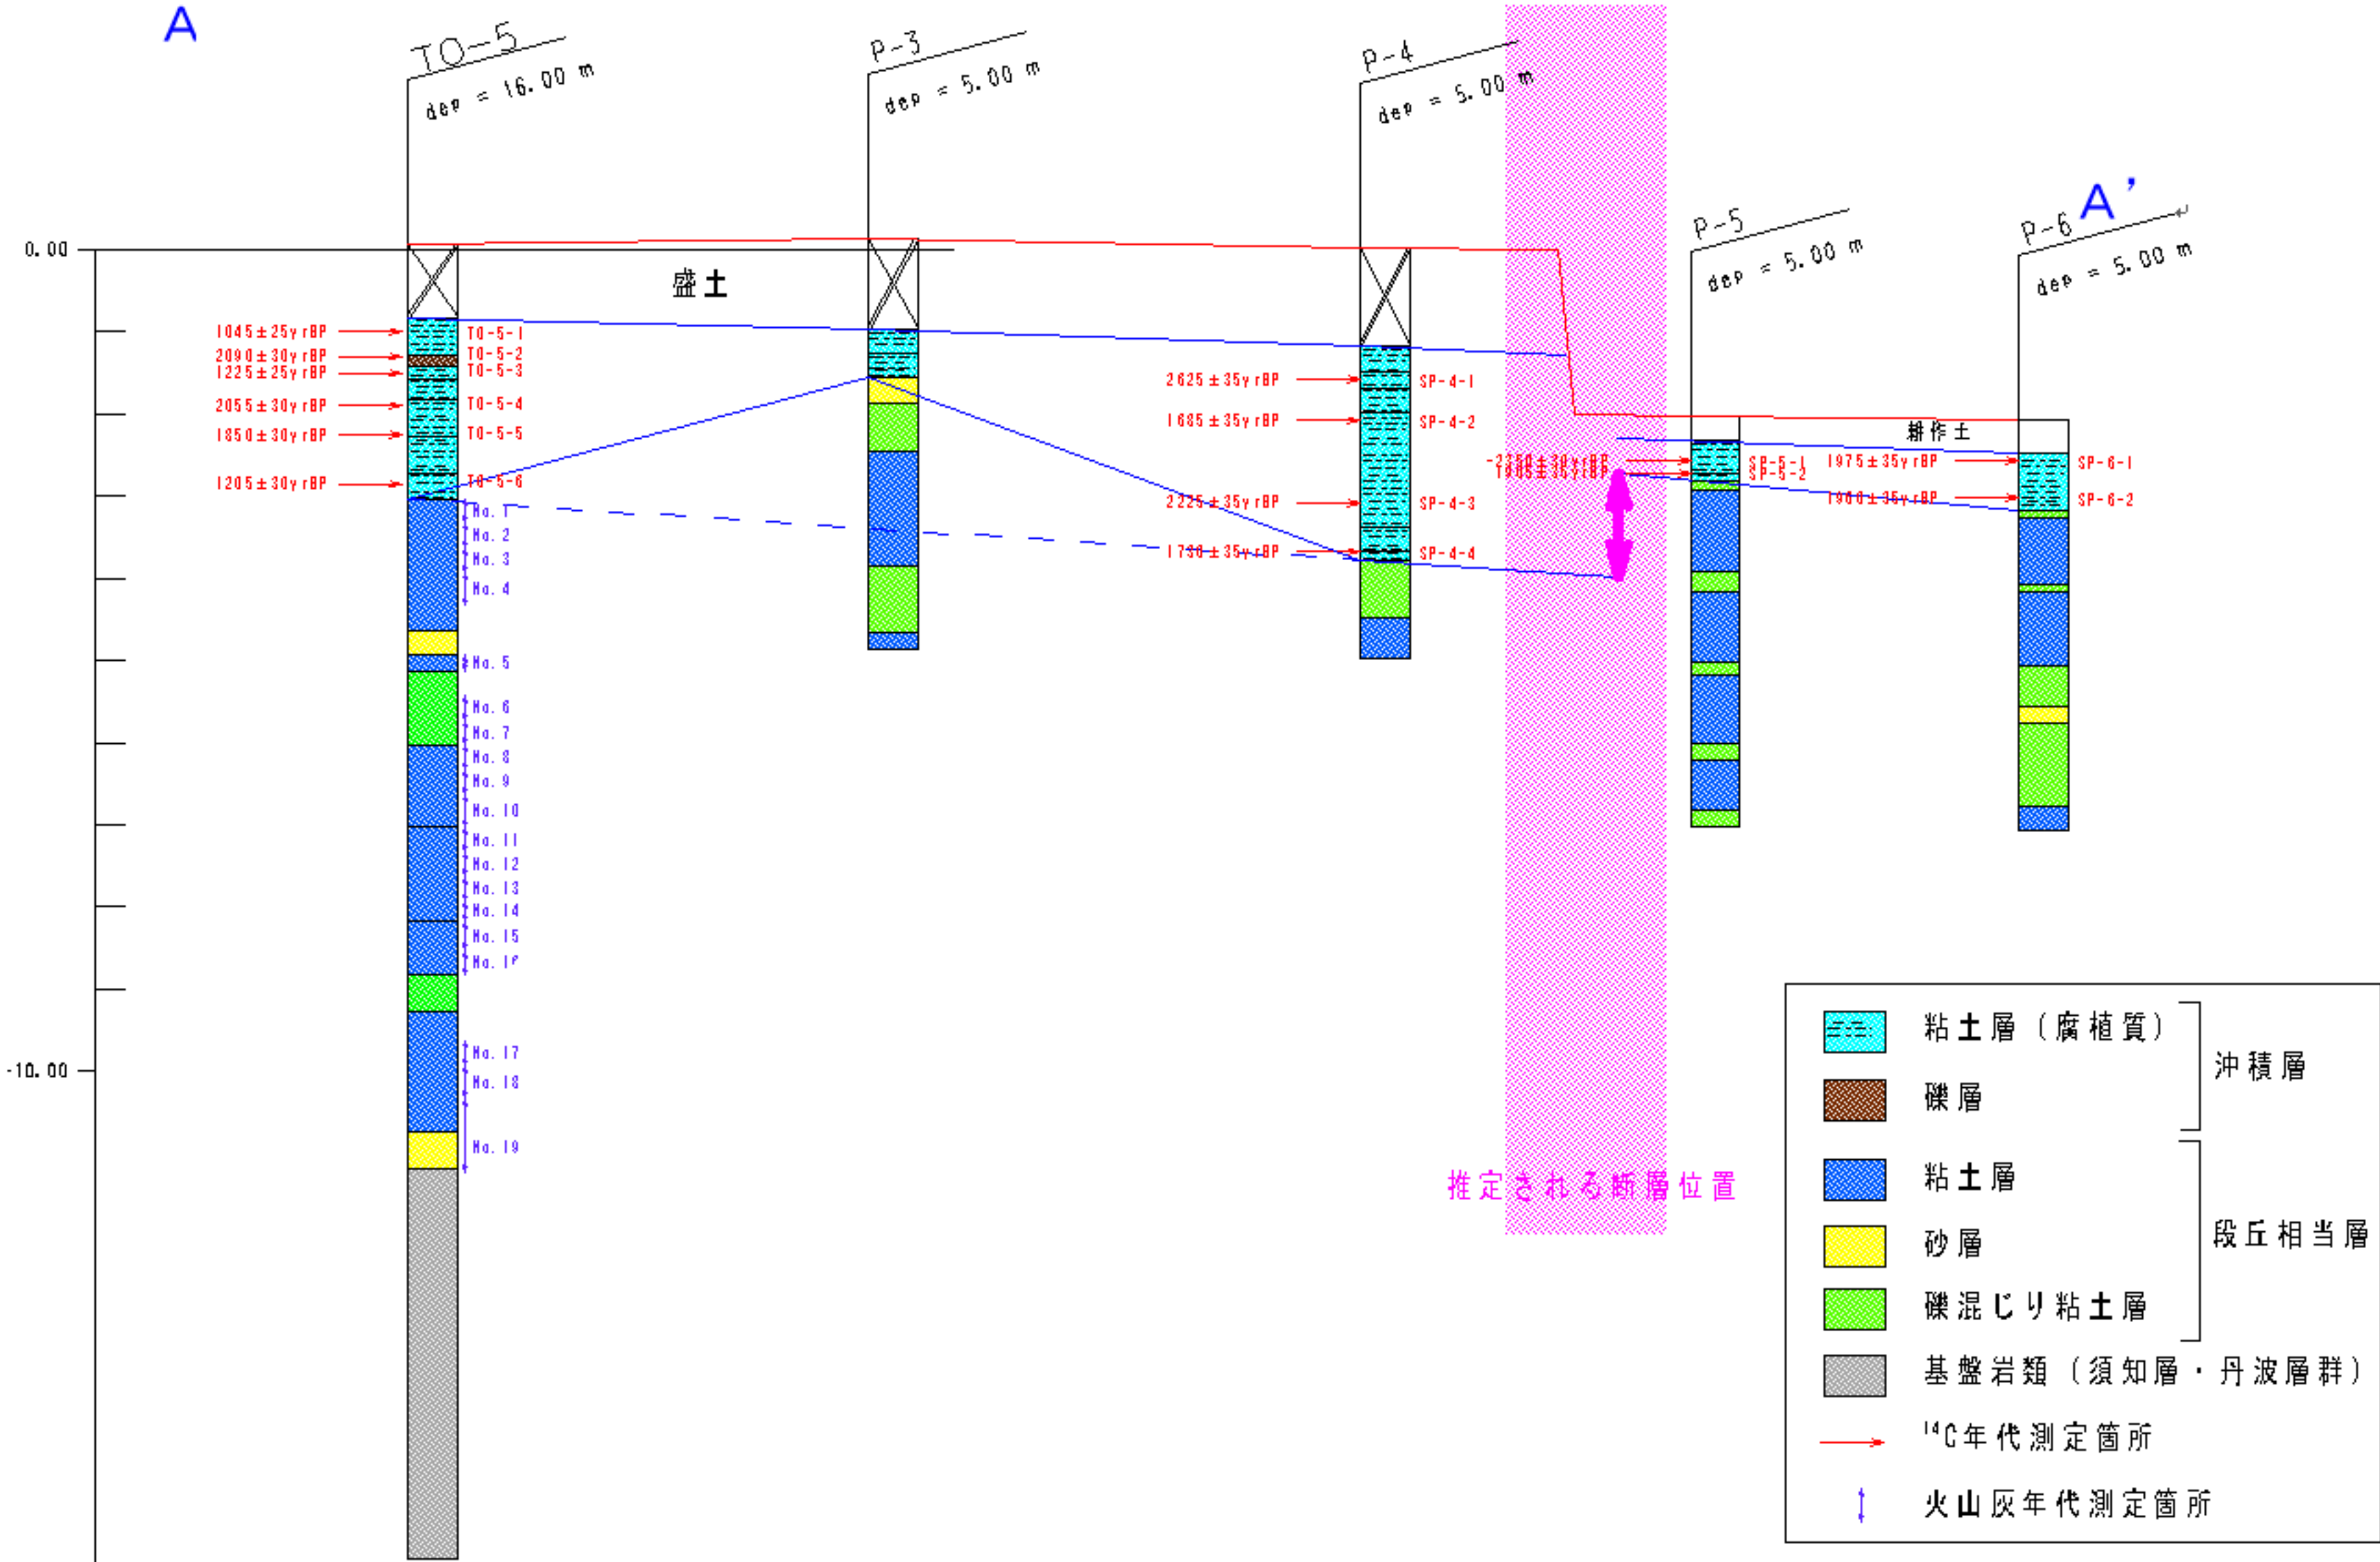 A
TO-5
dep = 16.00 m
P-3
dep = 5.00 m
P-4
dep = 5.00 m
P-5
dep = 5.00 m
P-6
dep = 5.00 m
A’
0.00
-10.00
盛土
耕作土
1045±25yrBP
TO-5-1
2090±30yrBP
TO-5-2
1225±25yrBP
TO-5-3
2055±30yrBP
TO-5-4
1850±30yrBP
TO-5-5
1205±30yrBP
TO-5-6
No.1
No.2
No.3
No.4
No.5
No.6
No.7
No.8
No.9
No.10
No.11
No.12
No.13
No.14
No.15
No.17
No.18
No.19
2625±35yrBP
SP-4-1
1685±35yrBP
SP-4-2
2225±35yrBP
SP-4-3
1730±35yrBP
SP-4-4
SP-5-1
SP-5-2
1975±35yrBP
SP-6-1
SP-6-2
推定される断層位置
粘土層(腐植質)
礫層
沖積層
粘土層
砂層
礫混じり粘土層
段丘相当層
基盤岩類(須知層・丹波層群)
¹⁴C年代測定箇所
火山灰年代測定箇所